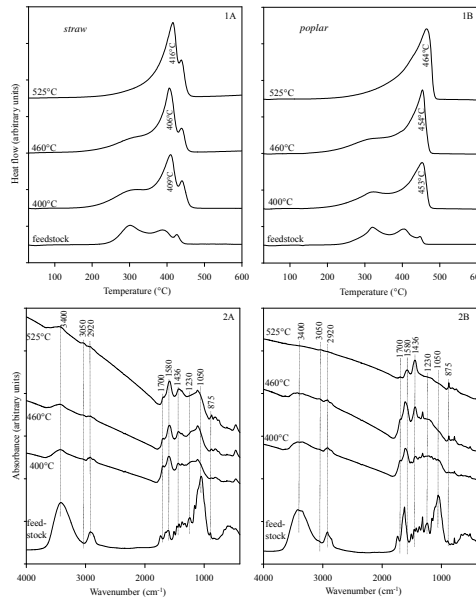 1A
straw
416°C
525°C
406°C
460°C
409°C
400°C
feedstock
Heat flow (arbitrary units)
100 200 300 400 500 600
Temperature (°C)
1B
poplar
464°C
525°C
454°C
460°C
453°C
400°C
feedstock
100 200 300 400 500 600
Temperature (°C)
2A
3400
3050
2920
1700
1580
1436
1230
1050
875
525°C
460°C
400°C
feed-
stock
Absorbance (arbitrary units)
4000 3000 2000 1000
Wavenumber (cm⁻¹)
2B
3400
3050
2920
1700
1580
1436
1230
1050
875
525°C
460°C
400°C
feed-
stock
4000 3000 2000 1000
Wavenumber (cm⁻¹)